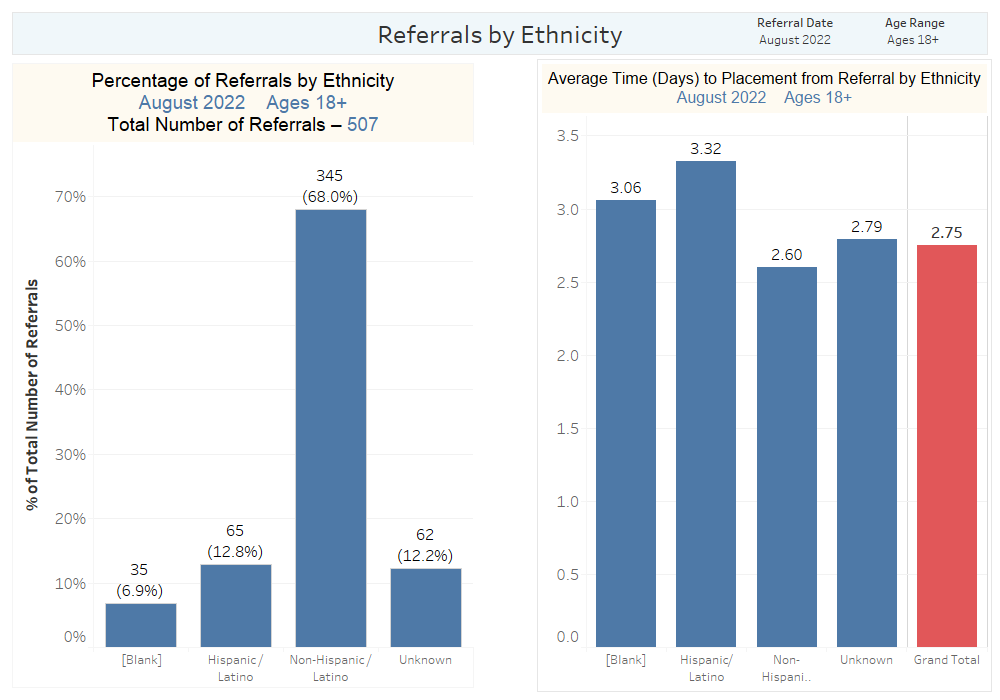 Referrals by Ethnicity
Referral Date
August 2022
Age Range
Ages 18+
Percentage of Referrals by Ethnicity
August 2022 Ages 18+
Total Number of Referrals – 507
% of Total Number of Referrals
70%
60%
50%
40%
30%
20%
10%
0%
35
(6.9%)
65
(12.8%)
345
(68.0%)
62
(12.2%)
[Blank]
Hispanic /
Latino
Non-Hispanic /
Latino
Unknown
Average Time (Days) to Placement from Referral by Ethnicity
August 2022 Ages 18+
3.5
3.0
2.5
2.0
1.5
1.0
0.5
0.0
3.06
3.32
2.60
2.79
2.75
[Blank]
Hispanic/
Latino
Non-
Hispani..
Unknown
Grand Total